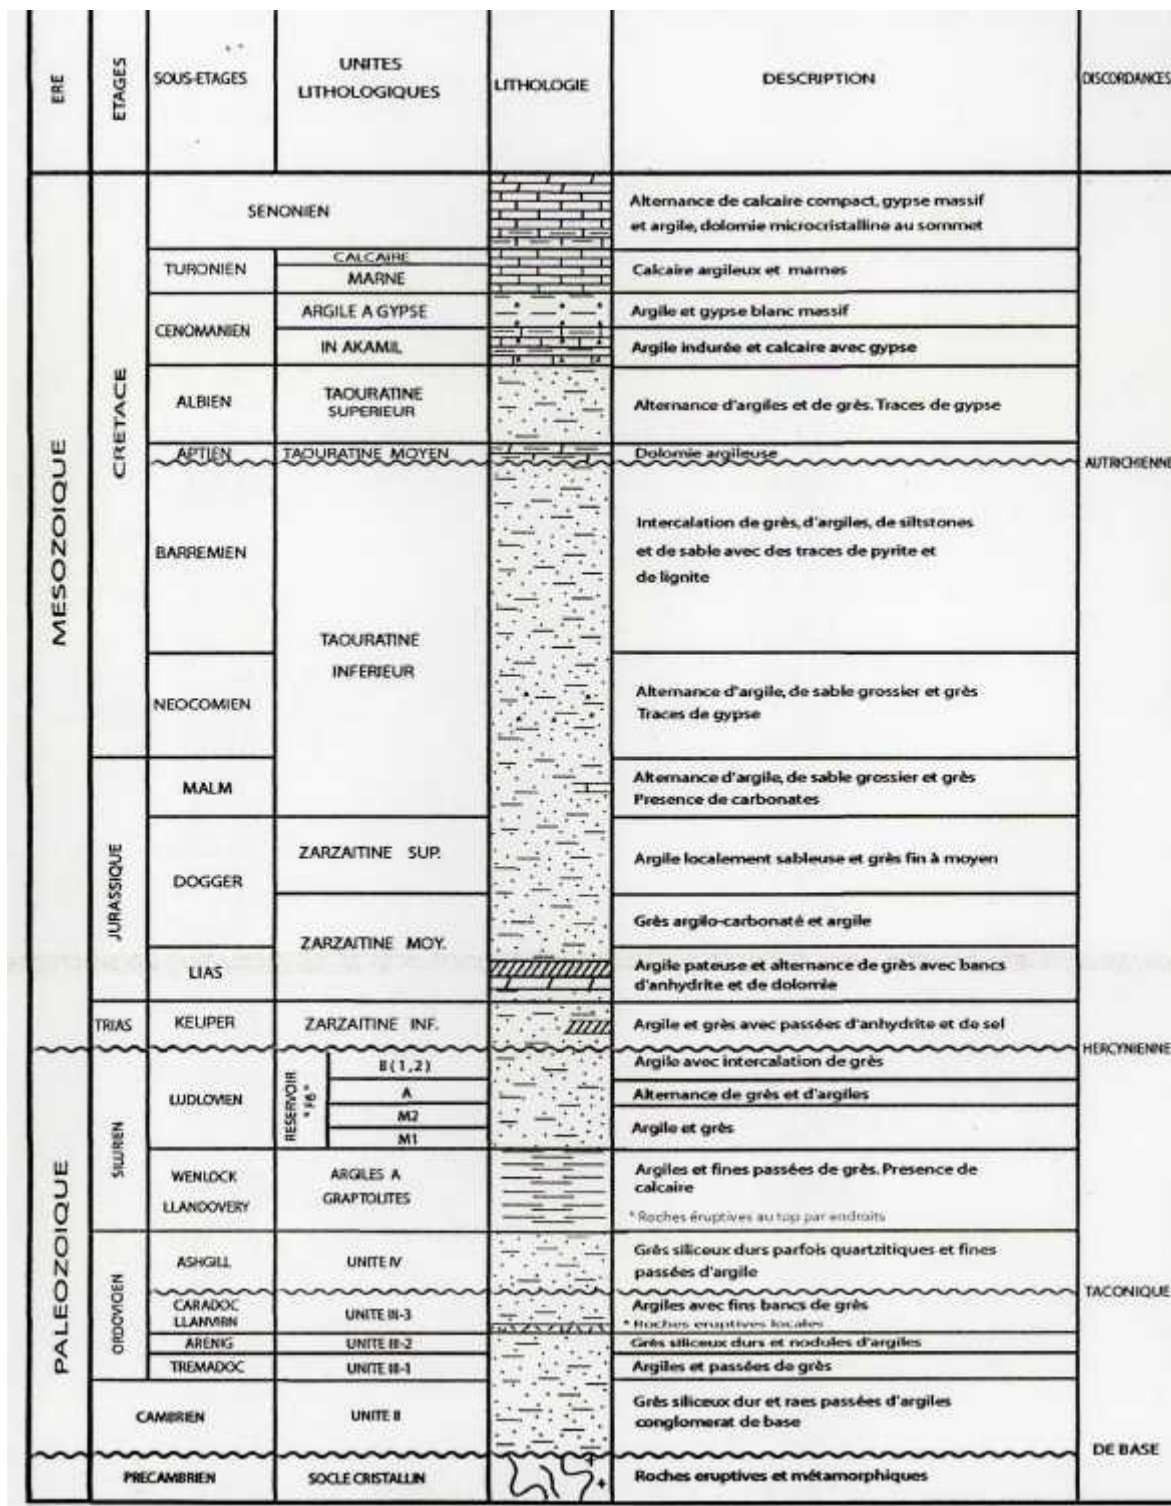 ERE
ETAGES
SOUS-ETAGES
UNITES
LITHOLOGIQUES
LITHOLOGIE
DESCRIPTION
DISCORDANCES
MESOZOIQUE
CRETACE
SENONIEN
Alternance de calcaire compact, gypse massif
et argile, dolomie microcristalline au sommet
TURONIEN
CALCAIRE
MARNE
Calcaire argileux et marnes
CENOMANIEN
ARGILE A GYPSE
Argile et gypse blanc massif
IN AKAMIL
Argile indurée et calcaire avec gypse
ALBIEN
TAOURATINE
SUPERIEUR
Alternance d'argiles et de grès. Traces de gypse
APTIEN
TAOURATINE MOYEN
Dolomie argileuse
AUTRICHIENNE
BARREMIEN
Intercalation de grès, d'argiles, de siltstones
et de sable avec des traces de pyrite et
de lignite
TAOURATINE
INFERIEUR
NEOCOMIEN
Alternance d'argile, de sable grossier et grès
Traces de gypse
JURASSIQUE
MALM
Alternance d'argile, de sable grossier et grès
Presence de carbonates
DOGGER
ZARZAITINE SUP.
Argile localement sableuse et grès fin à moyen
ZARZAITINE MOY.
Grès argilo-carbonaté et argile
LIAS
Argile pateuse et alternance de grès avec bancs
d'anhydrite et de dolomie
TRIAS
KEUPER
ZARZAITINE INF.
Argile et grès avec passées d'anhydrite et de sel
HERCYNIENNE
PALEOZOIQUE
SILURIEN
LUDLOVIEN
RESERVOIR
"F6"
B (1,2)
Argile avec intercalation de grès
A
Alternance de grès et d'argiles
M2
Argile et grès
M1
WENLOCK
LLANDOVERY
ARGILES A
GRAPTOLITES
Argiles et fines passées de grès. Presence de
calcaire
* Roches éruptives au top par endroits
ORDOVICIEN
ASHGILL
UNITE IV
Grès siliceux durs parfois quartzitiques et fines
passées d'argile
TACONIQUE
CARADOC
LLANVIRN
UNITE III-3
Argiles avec fins bancs de grès
* Roches eruptives locales
ARENIG
UNITE III-2
Grès siliceux durs et nodules d'argiles
TREMADOC
UNITE III-1
Argiles et passées de grès
CAMBRIEN
UNITE II
Grès siliceux dur et raes passées d'argiles
conglomerat de base
DE BASE
PRECAMBRIEN
SOCLE CRISTALLIN
Roches eruptives et métamorphiques